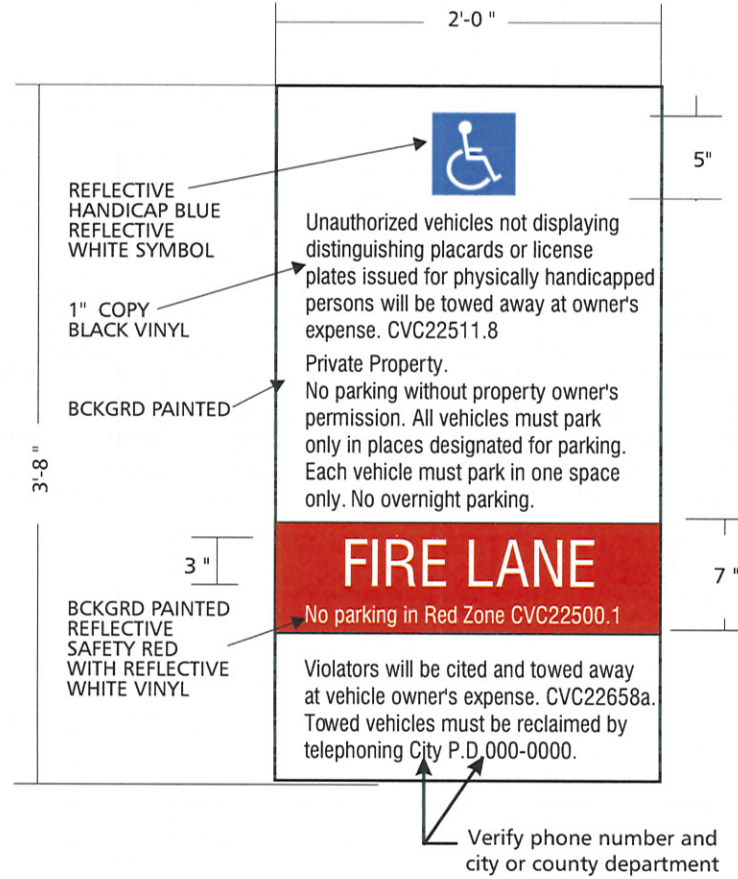 2'-0 "
5"
REFLECTIVE
HANDICAP BLUE
REFLECTIVE
WHITE SYMBOL
Unauthorized vehicles not displaying
distinguishing placards or license
plates issued for physically handicapped
persons will be towed away at owner's
expense. CVC22511.8
1" COPY
BLACK VINYL
Private Property.
No parking without property owner's
permission. All vehicles must park
only in places designated for parking.
Each vehicle must park in one space
only. No overnight parking.
BCKGRD PAINTED
3'-8 "
3 "
FIRE LANE
No parking in Red Zone CVC22500.1
7 "
BCKGRD PAINTED
REFLECTIVE
SAFETY RED
WITH REFLECTIVE
WHITE VINYL
Violators will be cited and towed away
at vehicle owner's expense. CVC22658a.
Towed vehicles must be reclaimed by
telephoning City P.D.000-0000.
Verify phone number and
city or county department